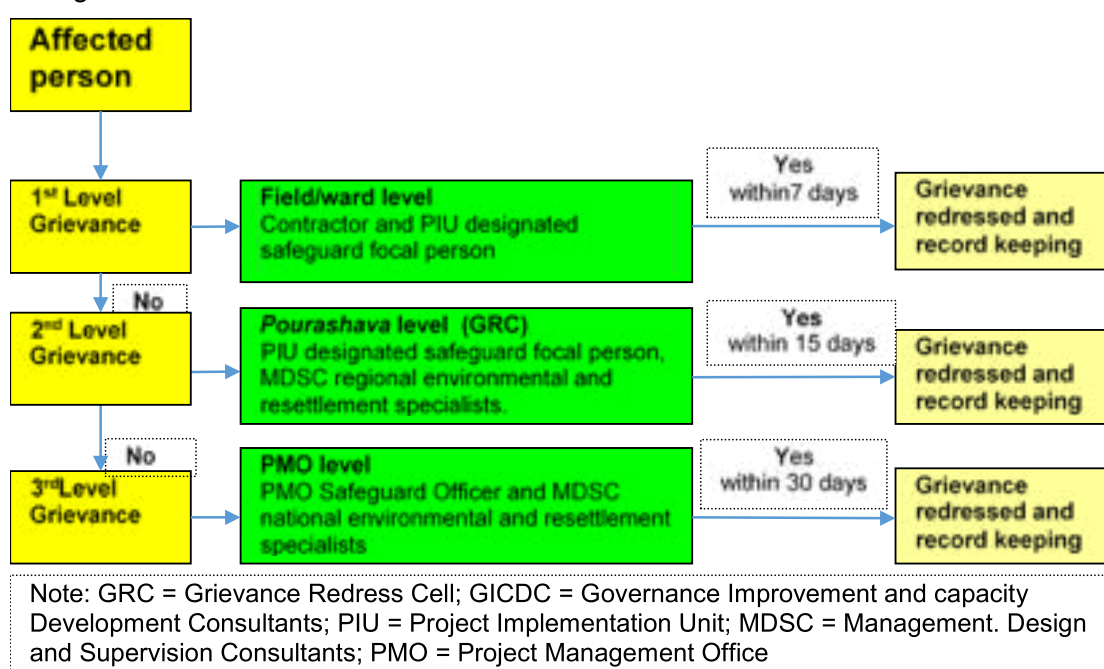 Affected
person
1st Level
Grievance
Field/ward level
Contractor and PIU designated
safeguard focal person
Yes
within7 days
Grievance
redressed and
record keeping
No
2nd Level
Grievance
Pourashava level (GRC)
PIU designated safeguard focal person,
MDSC regional environmental and
resettlement specialists.
Yes
within 15 days
Grievance
redressed and
record keeping
No
3rdLevel
Grievance
PMO level
PMO Safeguard Officer and MDSC
national environmental and resettlement
specialists
Yes
within 30 days
Grievance
redressed and
record keeping
Note: GRC = Grievance Redress Cell; GICDC = Governance Improvement and capacity
Development Consultants; PIU = Project Implementation Unit; MDSC = Management. Design
and Supervision Consultants; PMO = Project Management Office